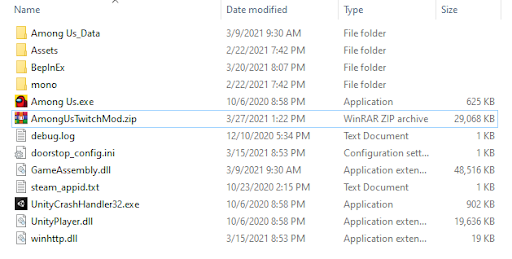 Name Date modified Type Size
Among Us_Data 3/9/2021 9:30 AM File folder
Assets 2/22/2021 7:42 PM File folder
BepInEx 3/20/2021 8:07 PM File folder
mono 2/22/2021 7:42 PM File folder
Among Us.exe 10/6/2020 8:58 PM Application 625 KB
AmongUsTwitchMod.zip 3/27/2021 1:22 PM WinRAR ZIP archive 29,068 KB
debug.log 12/10/2020 5:34 PM Text Document 1 KB
doorstop_config.ini 3/15/2021 8:53 PM Configuration sett... 1 KB
GameAssembly.dll 3/9/2021 9:30 AM Application exten... 48,516 KB
steam_appid.txt 10/23/2020 2:15 PM Text Document 1 KB
UnityCrashHandler32.exe 10/6/2020 8:58 PM Application 902 KB
UnityPlayer.dll 10/6/2020 8:58 PM Application exten... 19,636 KB
winhttp.dll 3/15/2021 8:53 PM Application exten... 19 KB